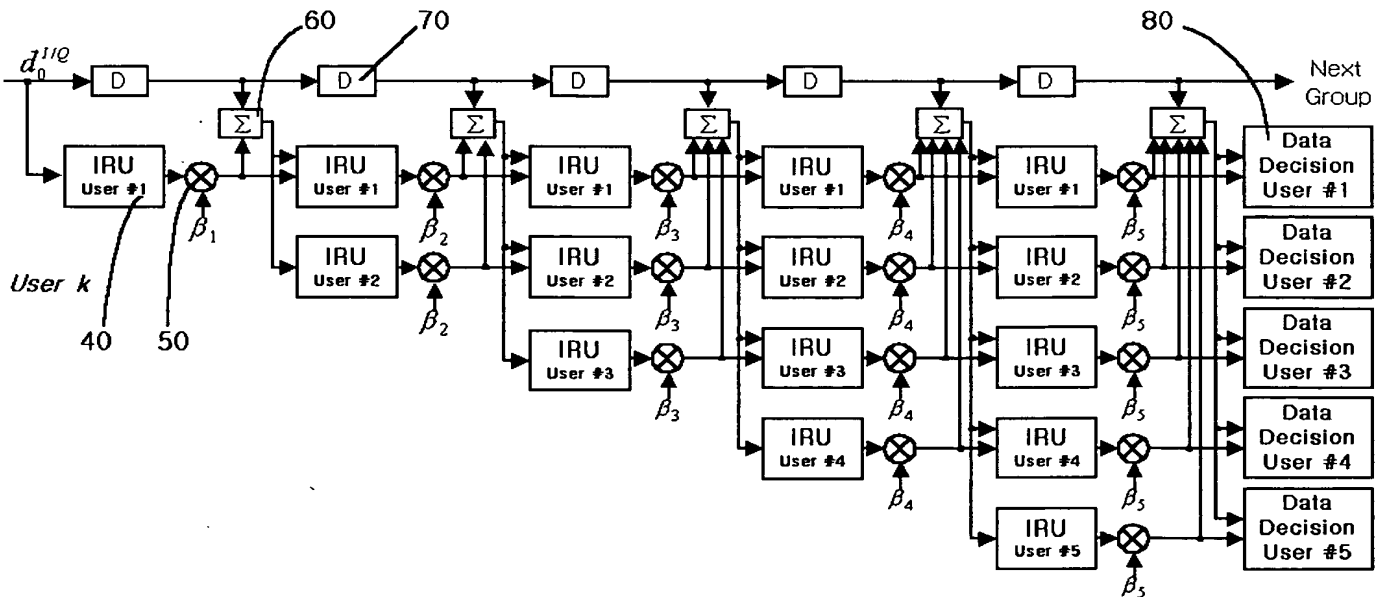 60
70
80
d_0^{I/Q}
D
D
D
D
D
Next
Group
Σ
Σ
Σ
Σ
Σ
IRU
User #1
IRU
User #1
IRU
User #1
IRU
User #1
IRU
User #1
Data
Decision
User #1
β1
β2
β3
β4
β5
User k
IRU
User #2
IRU
User #2
IRU
User #2
IRU
User #2
Data
Decision
User #2
40
50
β2
β3
β4
β5
IRU
User #3
IRU
User #3
IRU
User #3
Data
Decision
User #3
β3
β4
β5
IRU
User #4
IRU
User #4
Data
Decision
User #4
β4
β5
IRU
User #5
Data
Decision
User #5
β5